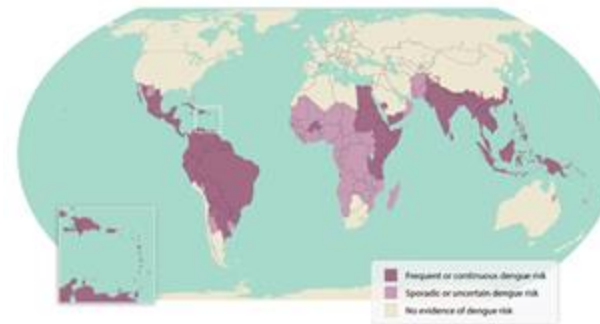 Frequent or continuous dengue risk
Sporadic or uncertain dengue risk
No evidence of dengue risk